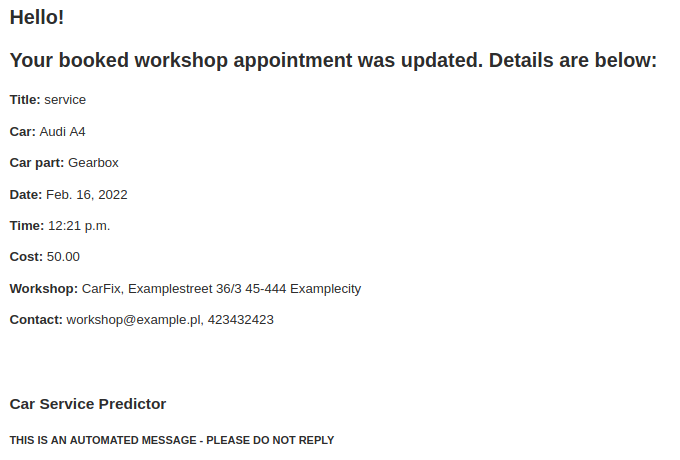 Hello!
Your booked workshop appointment was updated. Details are below:
Title: service
Car: Audi A4
Car part: Gearbox
Date: Feb. 16, 2022
Time: 12:21 p.m.
Cost: 50.00
Workshop: CarFix, Examplestreet 36/3 45-444 Examplecity
Contact: workshop@example.pl, 423432423
Car Service Predictor
THIS IS AN AUTOMATED MESSAGE - PLEASE DO NOT REPLY